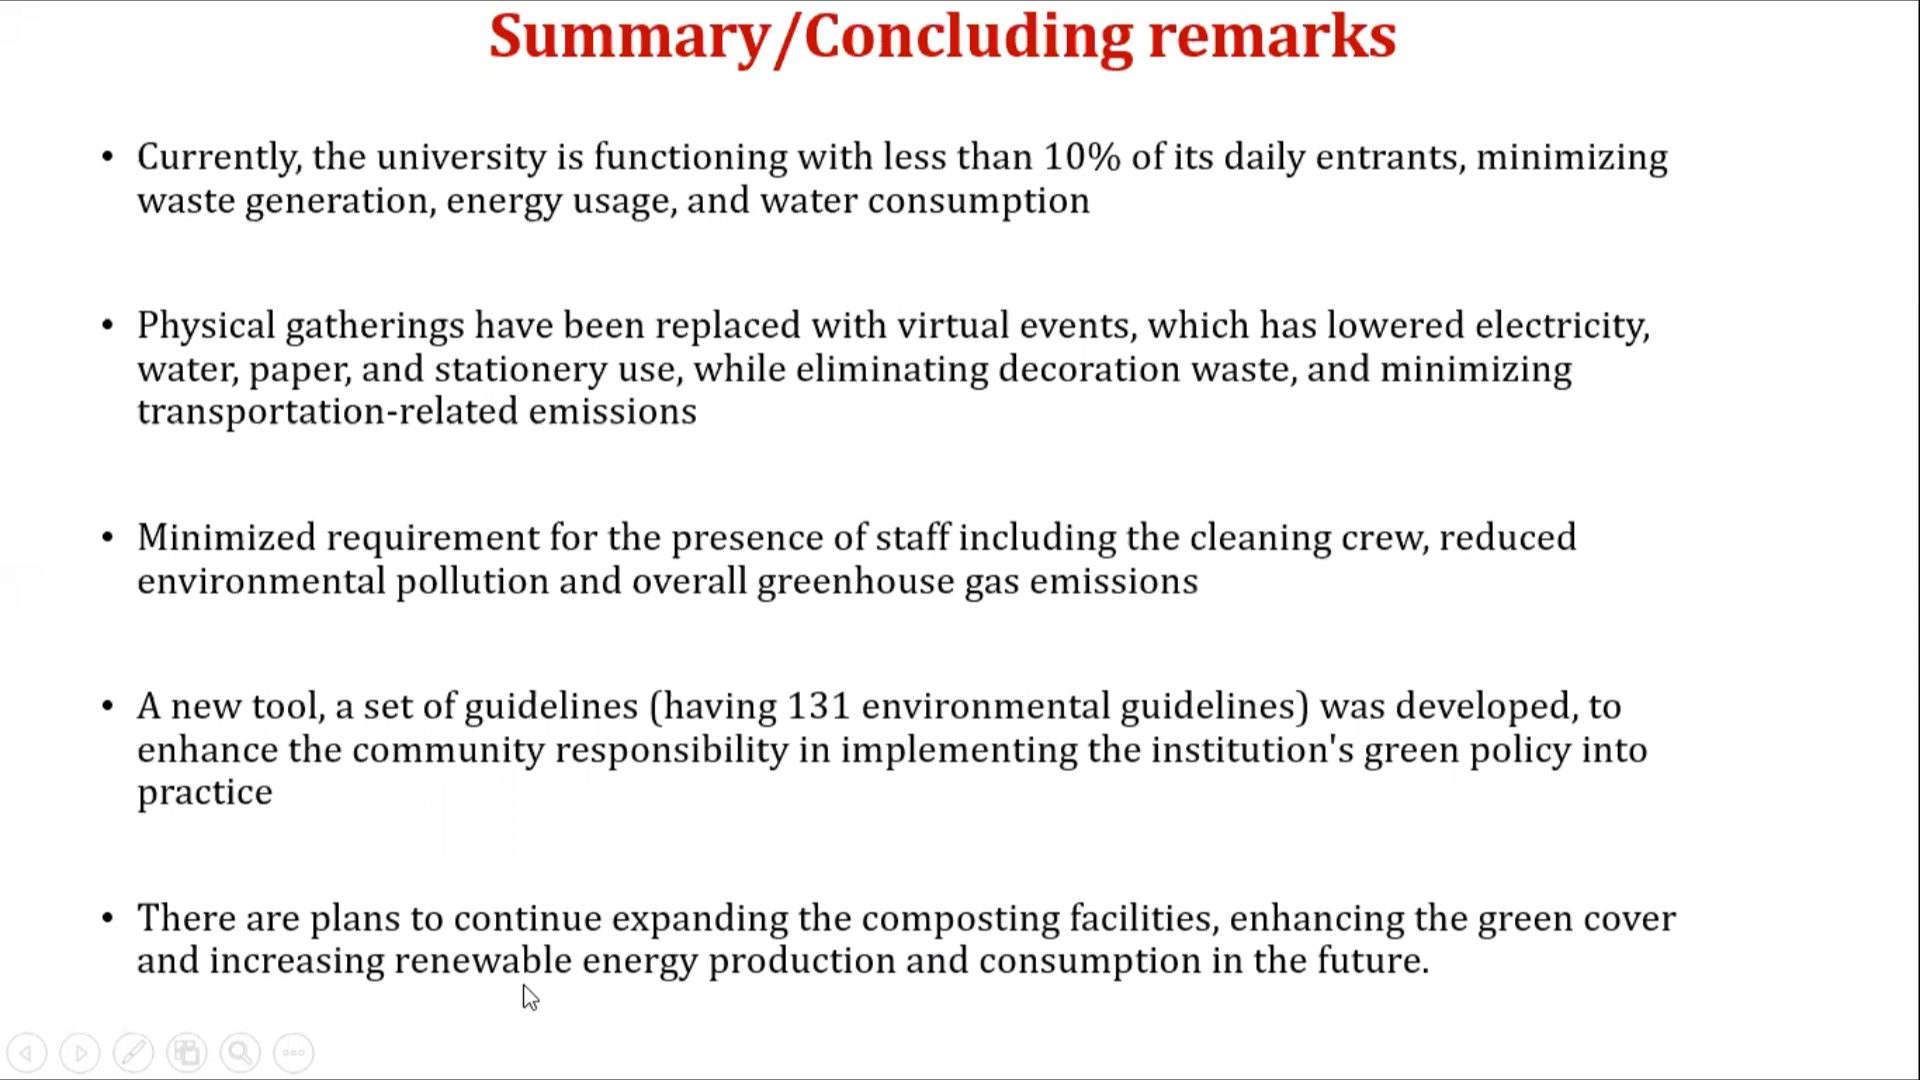 Summary/Concluding remarks
• Currently, the university is functioning with less than 10% of its daily entrants, minimizing
waste generation, energy usage, and water consumption
• Physical gatherings have been replaced with virtual events, which has lowered electricity,
water, paper, and stationery use, while eliminating decoration waste, and minimizing
transportation-related emissions
• Minimized requirement for the presence of staff including the cleaning crew, reduced
environmental pollution and overall greenhouse gas emissions
• A new tool, a set of guidelines (having 131 environmental guidelines) was developed, to
enhance the community responsibility in implementing the institution's green policy into
practice
• There are plans to continue expanding the composting facilities, enhancing the green cover
and increasing renewable energy production and consumption in the future.